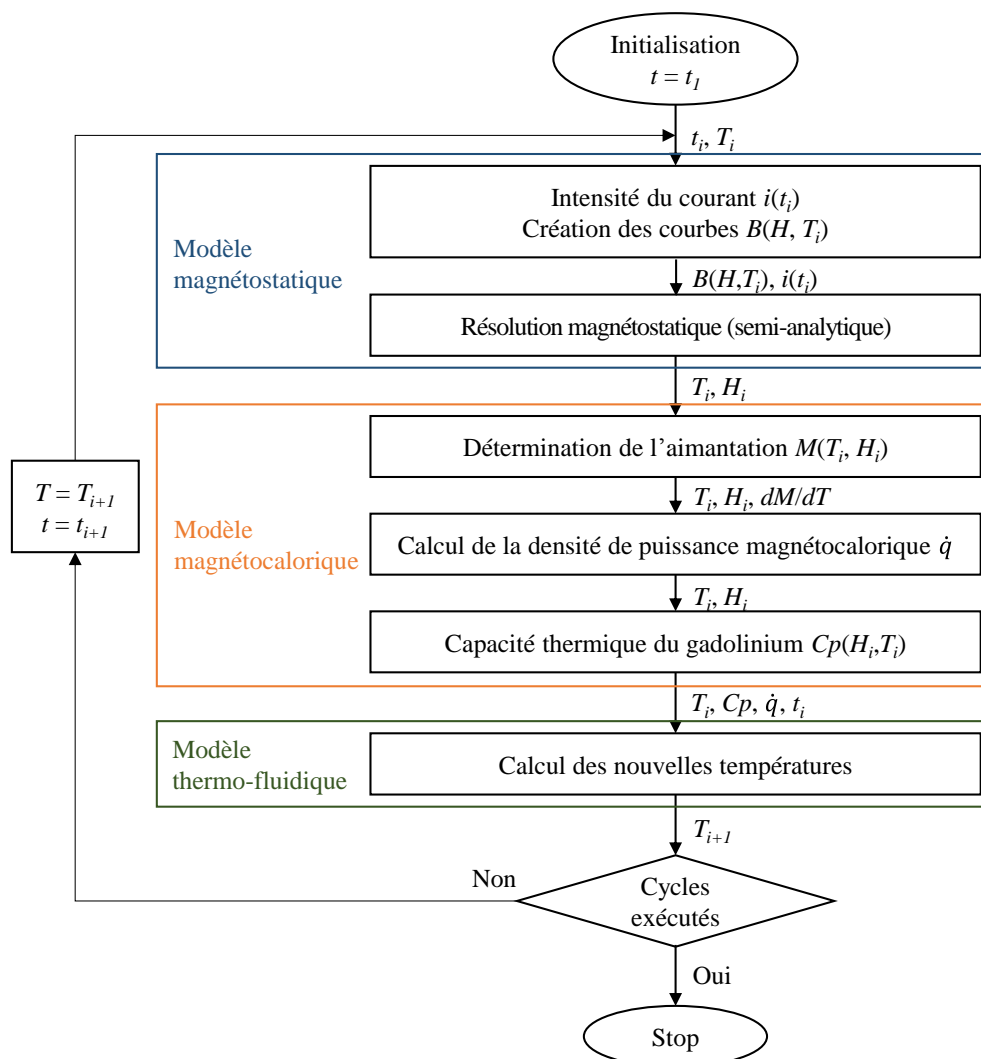 Initialisation
t = t₁
tᵢ, Tᵢ
Modèle
magnétostatique
Intensité du courant i(tᵢ)
Création des courbes B(H, Tᵢ)
B(H,Tᵢ), i(tᵢ)
Résolution magnétostatique (semi-analytique)
Tᵢ, Hᵢ
Modèle
magnétocalorique
Détermination de l’aimantation M(Tᵢ, Hᵢ)
Tᵢ, Hᵢ, dM/dT
Calcul de la densité de puissance magnétocalorique q̇
Tᵢ, Hᵢ
Capacité thermique du gadolinium Cp(Hᵢ,Tᵢ)
T = Tᵢ₊₁
t = tᵢ₊₁
Tᵢ, Cp, q̇, tᵢ
Modèle
thermo-fluidique
Calcul des nouvelles températures
Tᵢ₊₁
Non
Cycles
exécutés
Oui
Stop